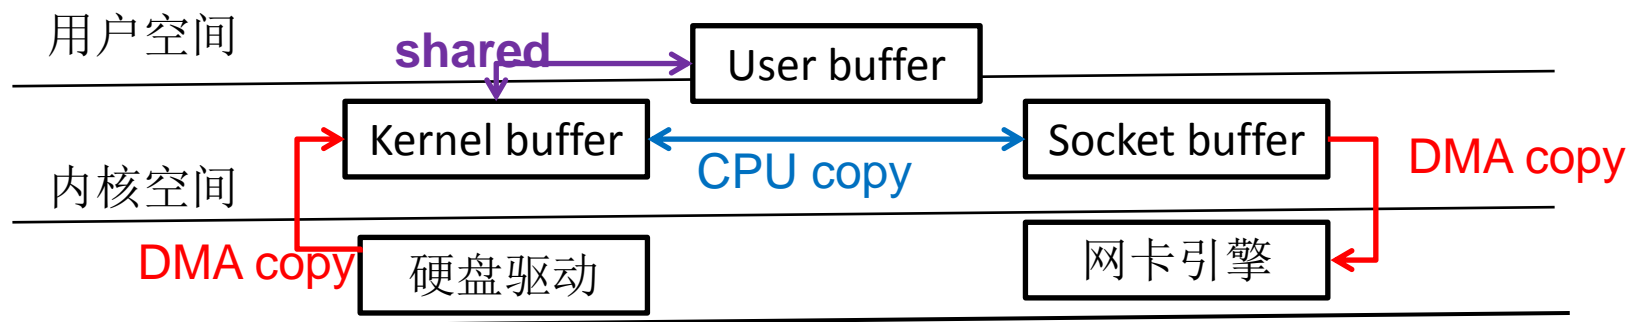 用户空间
shared
User buffer
Kernel buffer
Socket buffer
CPU copy
DMA copy
内核空间
DMA copy
硬盘驱动
网卡引擎